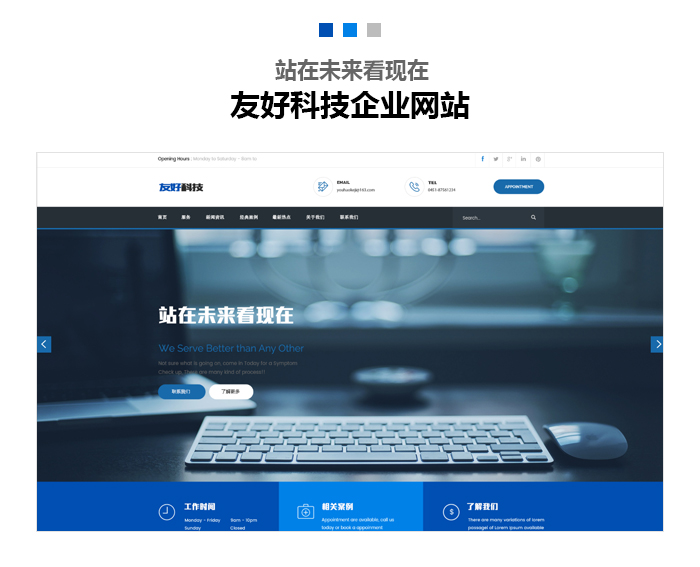 站在未来看现在
友好科技企业网站
Opening Hours : Monday to Saturday - 8am to
友好科技
EMAIL
TEL
0451-87561234
APPOINTMENT
首页 服务 新闻资讯 经典案例 最新热点 关于我们 联系我们
Search...
站在未来看现在
We Serve Better than Any Other
Not sure what is going on, come in today for a Symptom
Check up. There are many kind of process!!
联系我们 了解更多
工作时间
Monday - Friday 9am - 10pm
Sunday Closed
相关案例
Appointment are available, call us
today or book a appointment
了解我们
There are many variations of lorem
passagei of Lorem Ipsum available